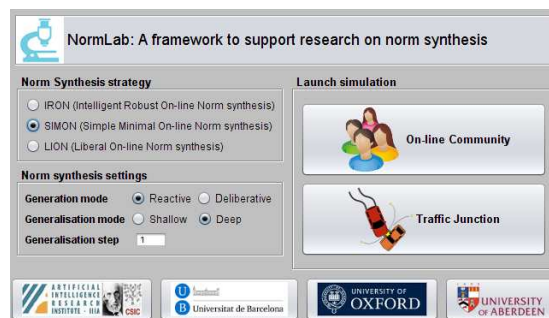 NormLab: A framework to support research on norm synthesis
Norm Synthesis strategy
IRON (Intelligent Robust On-line Norm synthesis)
SIMON (Simple Minimal On-line Norm synthesis)
LION (Liberal On-line Norm synthesis)
Norm synthesis settings
Generation mode Reactive Deliberative
Generalisation mode Shallow Deep
Generalisation step 1
Launch simulation
On-line Community
Traffic Junction
ARTIFICIAL
INTELLIGENCE
RESEARCH
INSTITUTE - IIIA
CSIC
U
B Universitat de Barcelona
UNIVERSITY OF
OXFORD
UNIVERSITY
OF ABERDEEN